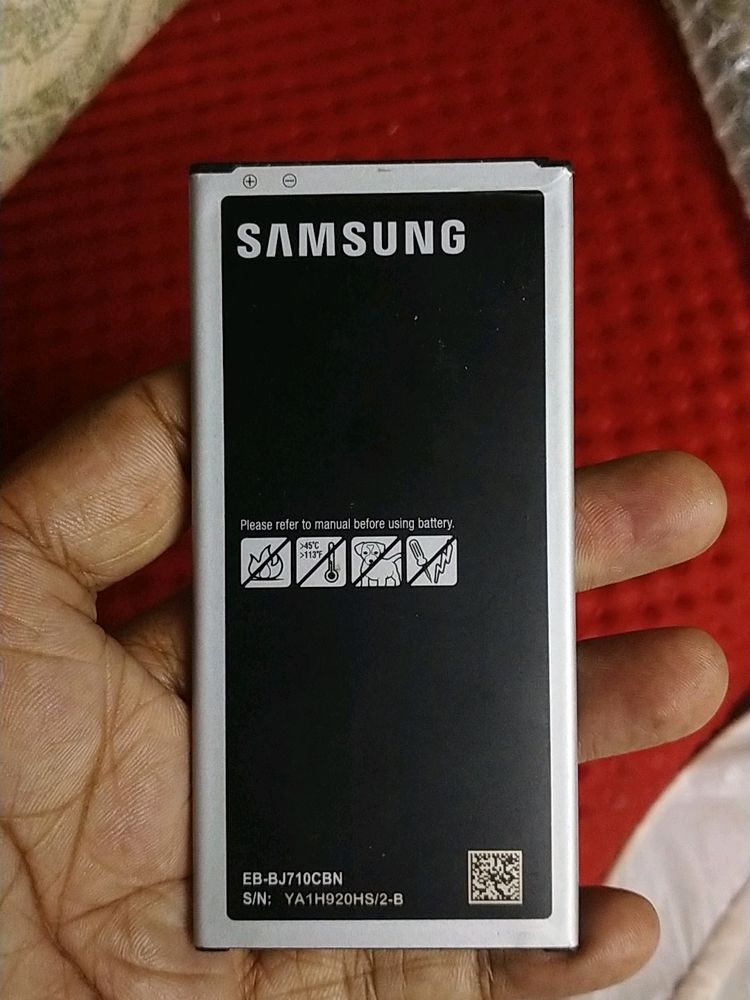 SAMSUNG
Please refer to manual before using battery.
>45°C
>113°F
EB-BJ710CBN
S/N: YA1H920HS/2-B